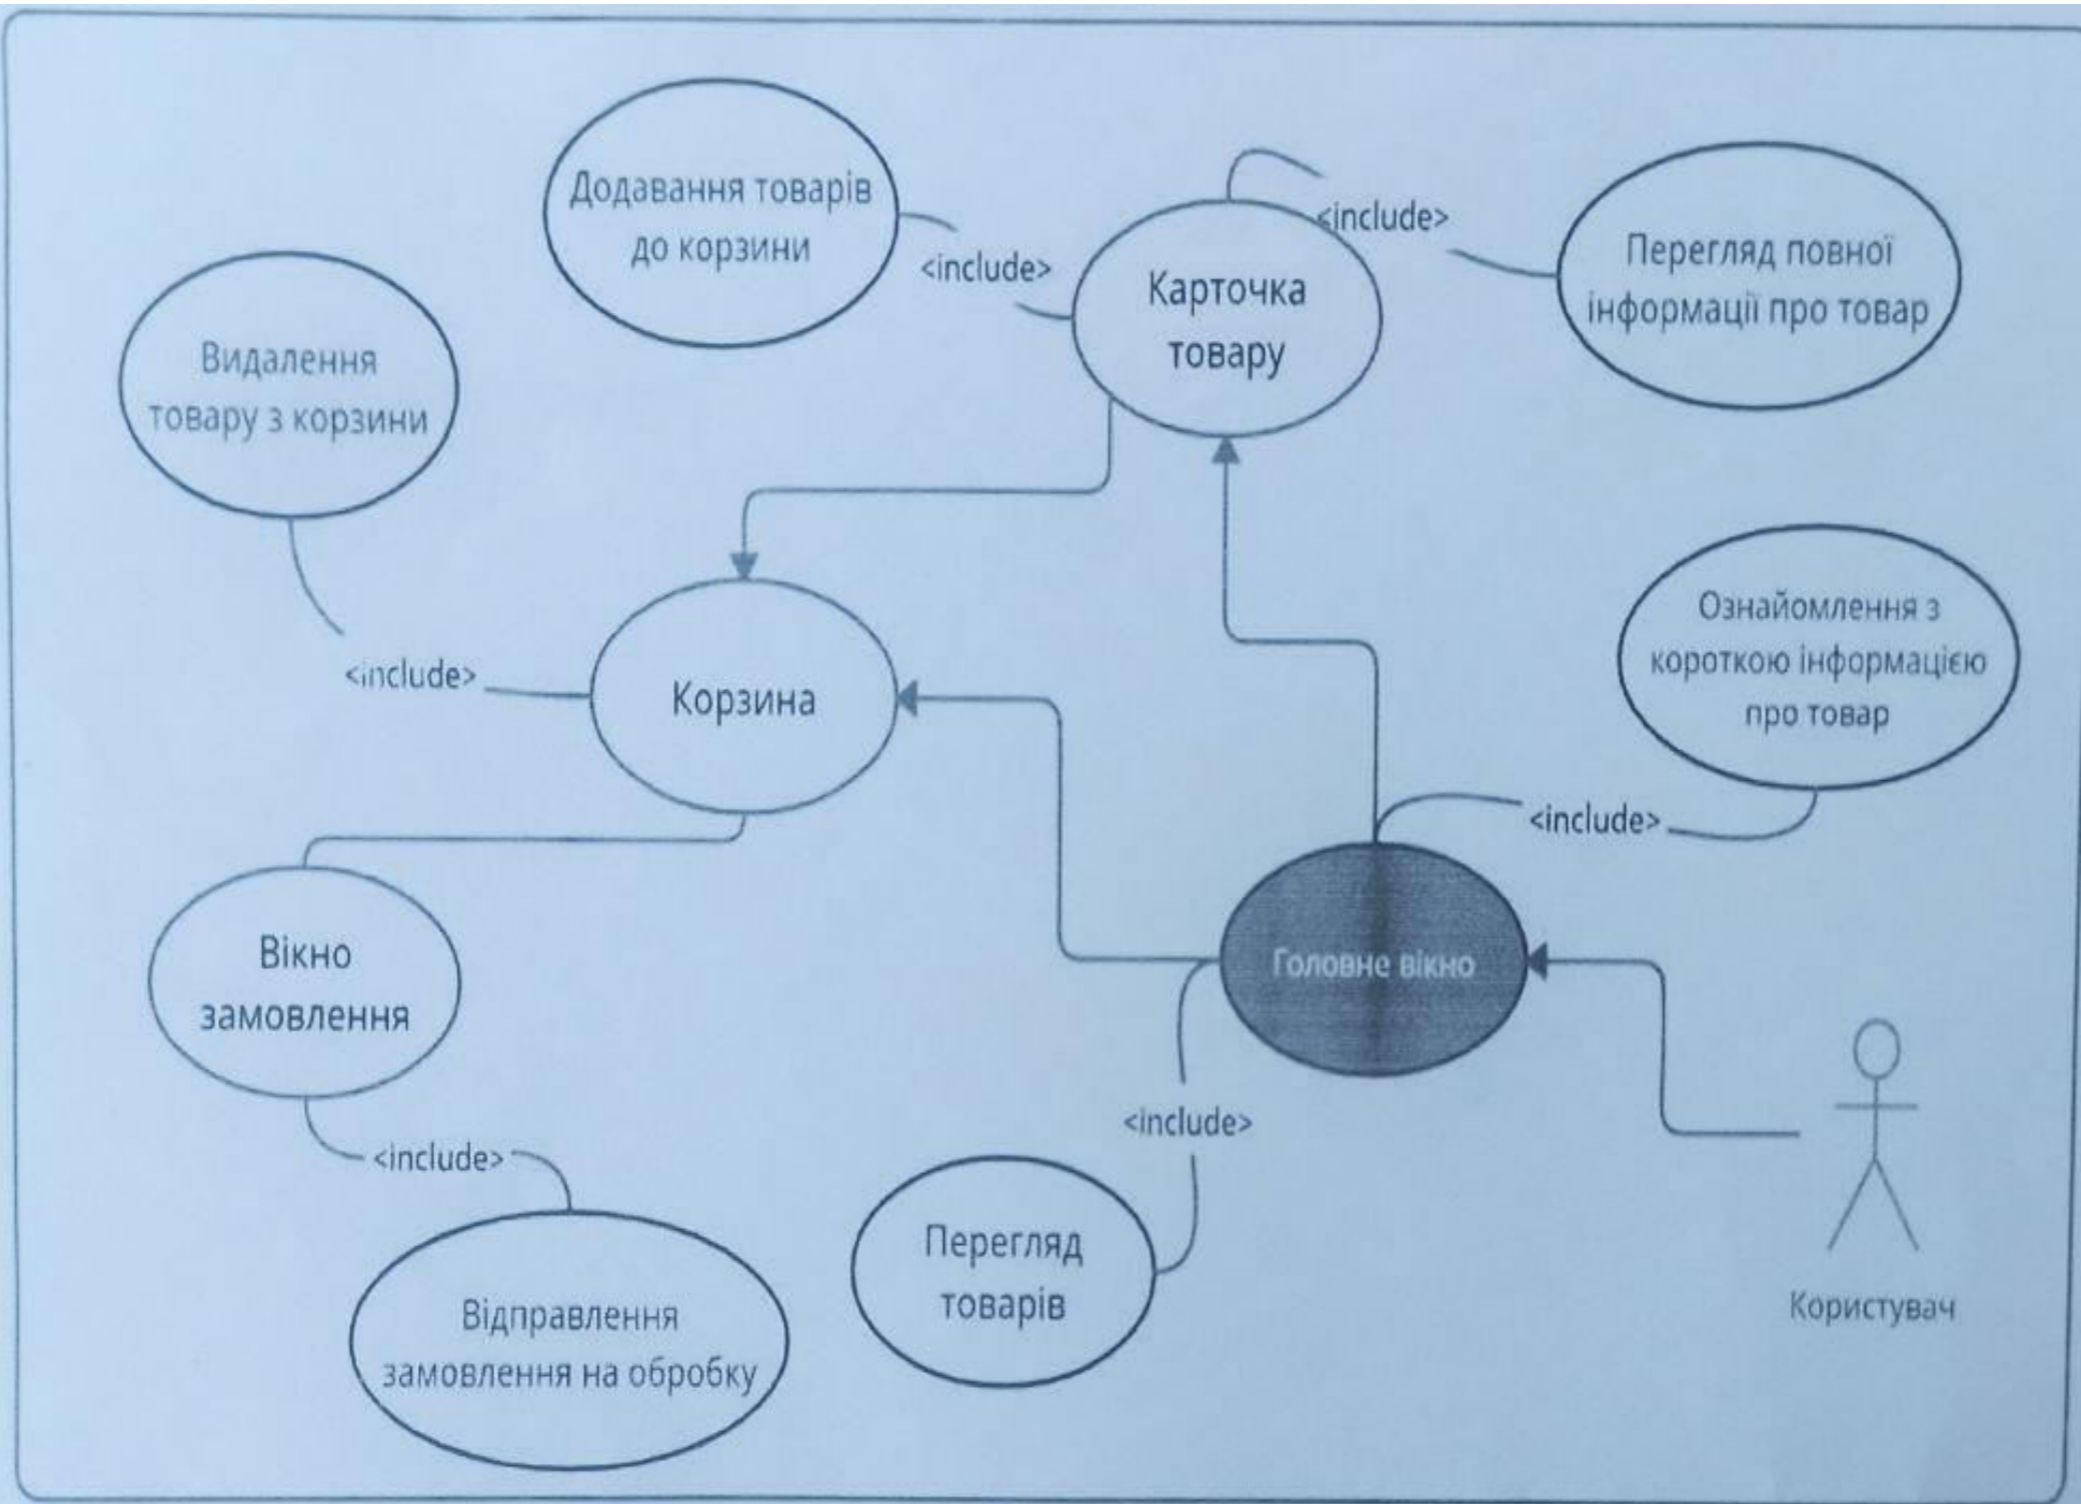 Додавання товарів
до корзини
<include>
Карточка
товару
<include>
Перегляд повної
інформації про товар
Видалення
товару з корзини
<include>
Корзина
Ознайомлення з
короткою інформацією
про товар
<include>
Головне вікно
Вікно
замовлення
<include>
Відправлення
замовлення на обробку
<include>
Перегляд
товарів
Користувач